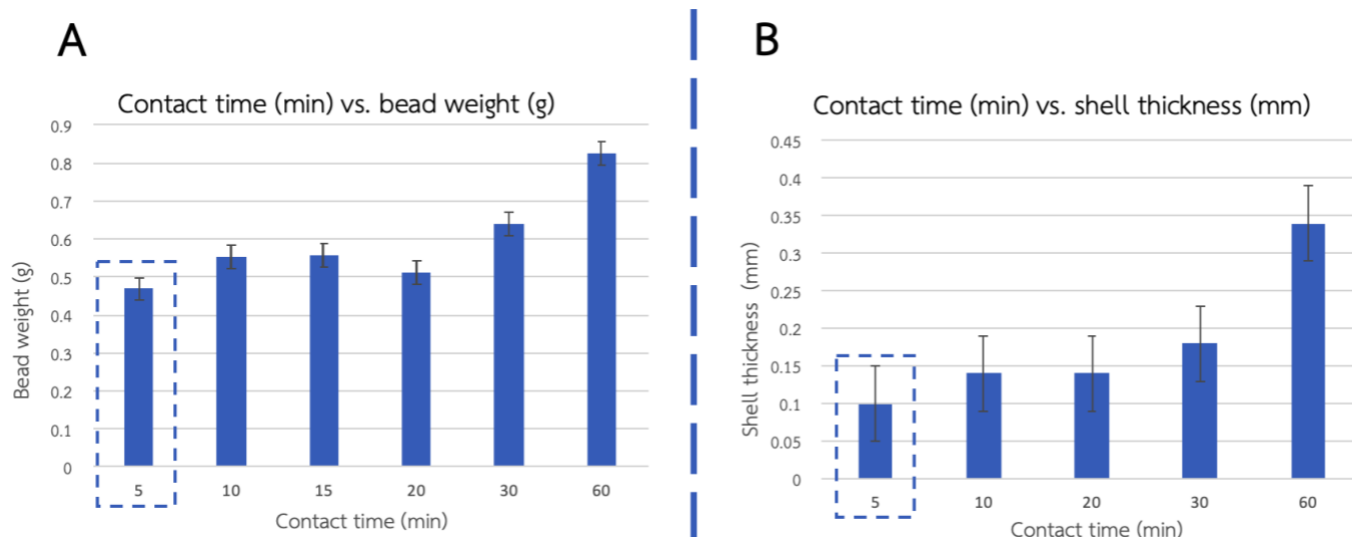 A
Contact time (min) vs. bead weight (g)
0.9
0.8
0.7
0.6
0.5
0.4
0.3
0.2
0.1
0
Bead weight (g)
5 10 15 20 30 60
Contact time (min)
B
Contact time (min) vs. shell thickness (mm)
0.45
0.4
0.35
0.3
0.25
0.2
0.15
0.1
0.05
0
Shell thickness (mm)
5 10 20 30 60
Contact time (min)